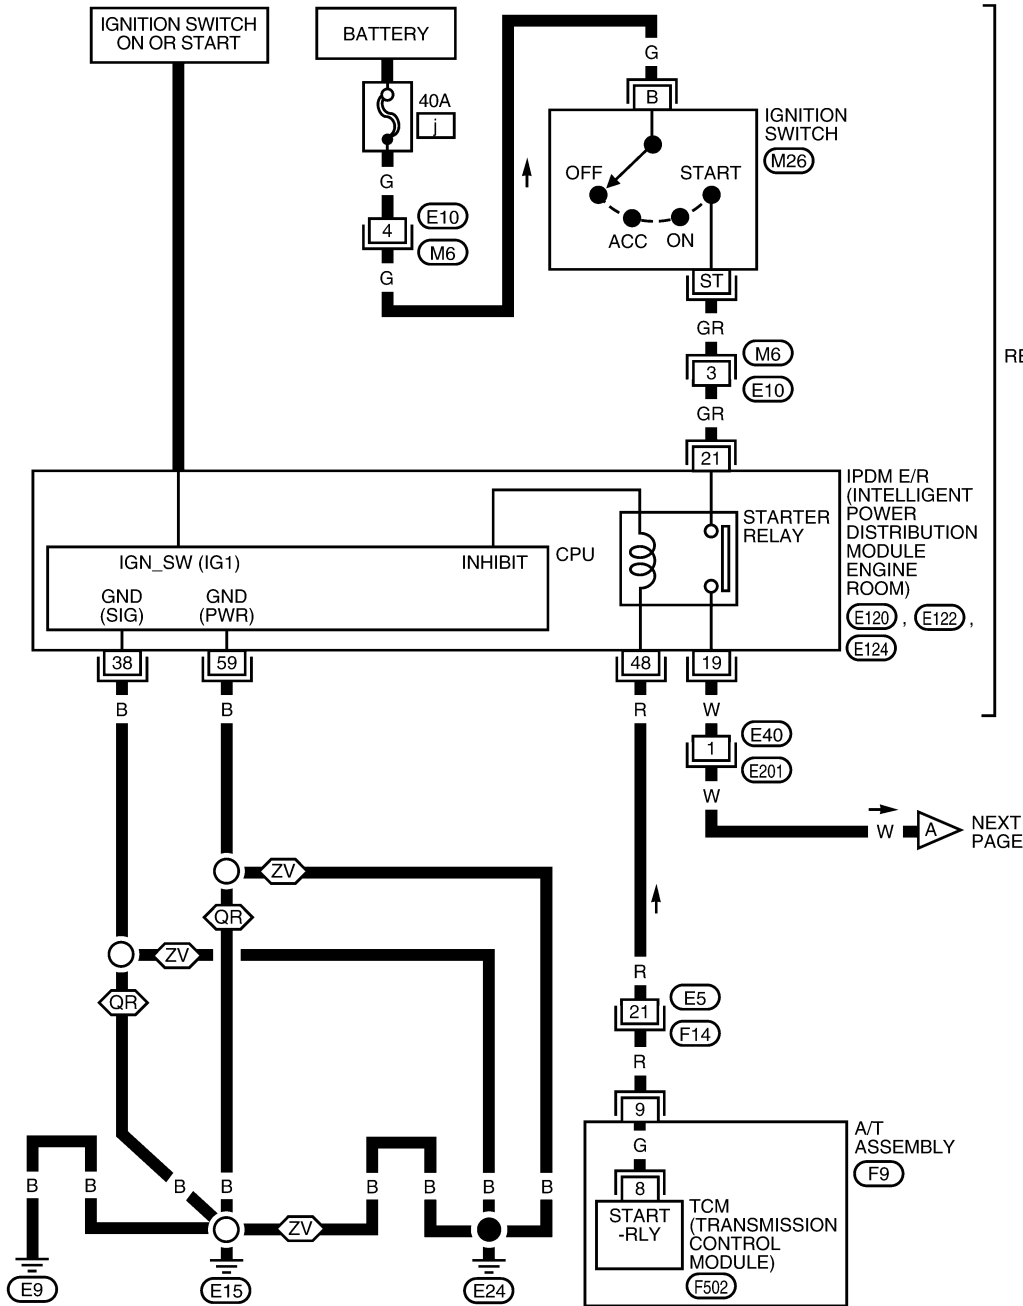 IGNITION SWITCH
ON OR START
BATTERY
40A
j
G
4
E10
M6
G
G
B
IGNITION
SWITCH
M26
OFF
START
ACC
ON
ST
GR
3
M6
E10
GR
21
IPDM E/R
(INTELLIGENT
POWER
DISTRIBUTION
MODULE
ENGINE
ROOM)
E120 , E122 ,
E124
STARTER
RELAY
CPU
IGN_SW (IG1)
INHIBIT
GND
(SIG)
GND
(PWR)
RE
38
59
48
19
B
B
R
W
1
E40
E201
W
W
A
NEXT
PAGE
ZV
QR
ZV
QR
R
21
E5
F14
R
9
A/T
ASSEMBLY
F9
G
8
START
-RLY
TCM
(TRANSMISSION
CONTROL
MODULE)
F502
B
B
B
B
B
B
B
B
ZV
E9
E15
E24